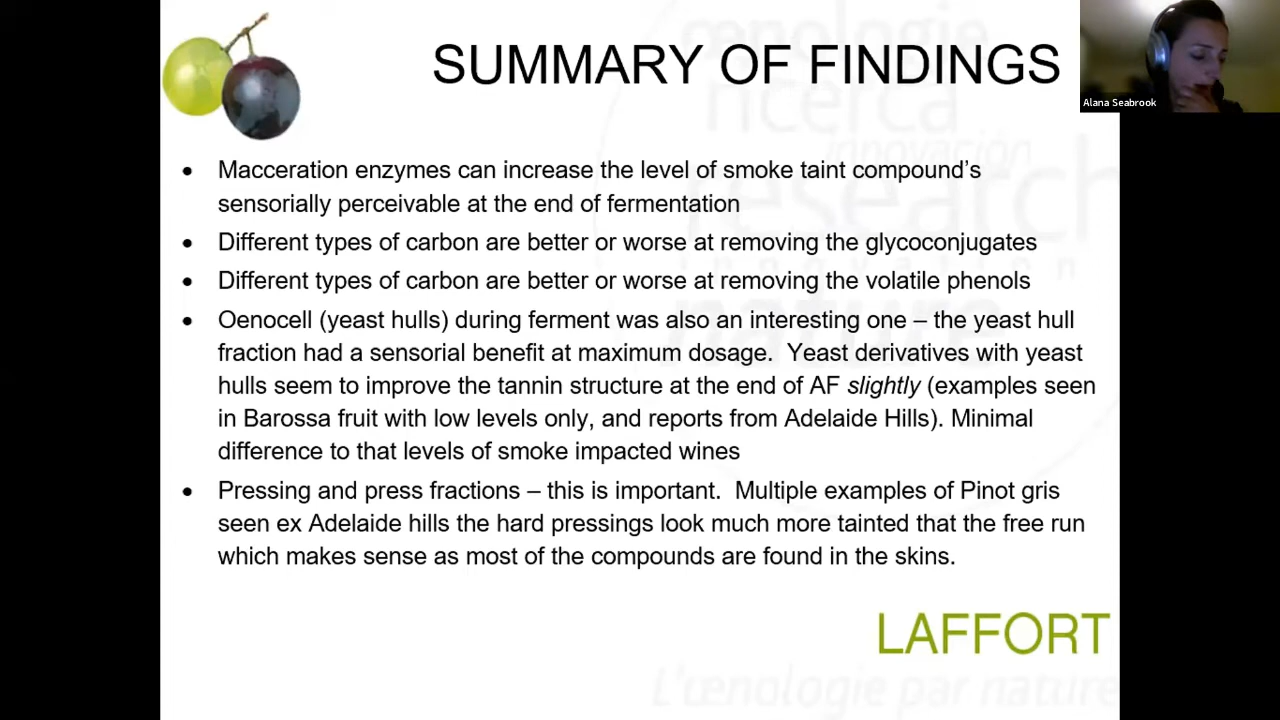 SUMMARY OF FINDINGS
Alana Seabrook
• Macceration enzymes can increase the level of smoke taint compound's
sensorially perceivable at the end of fermentation
• Different types of carbon are better or worse at removing the glycoconjugates
• Different types of carbon are better or worse at removing the volatile phenols
• Oenocell (yeast hulls) during ferment was also an interesting one – the yeast hull
fraction had a sensorial benefit at maximum dosage. Yeast derivatives with yeast
hulls seem to improve the tannin structure at the end of AF slightly (examples seen
in Barossa fruit with low levels only, and reports from Adelaide Hills). Minimal
difference to that levels of smoke impacted wines
• Pressing and press fractions – this is important. Multiple examples of Pinot gris
seen ex Adelaide hills the hard pressings look much more tainted that the free run
which makes sense as most of the compounds are found in the skins.
LAFFORT
L'œnologie par nature
œnologie
ricerca
innovación
research
innovation
nature